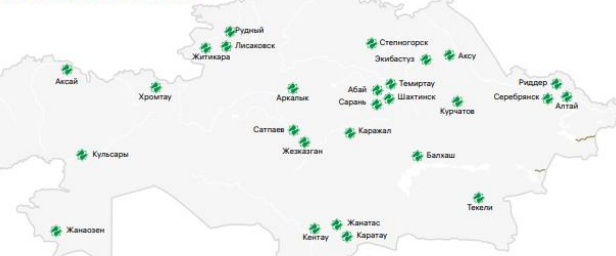 Рудный
Лисаковск
Житикара
Степногорск
Экибастуз
Аксу
Аксай
Хромтау
Аркалык
Абай
Темиртау
Сарань
Шахтинск
Курчатов
Риддер
Серебрянск
Алтай
Сатпаев
Жезказган
Каражал
Кульсары
Балхаш
Текели
Жанаозен
Кентау
Жанатас
Каратау